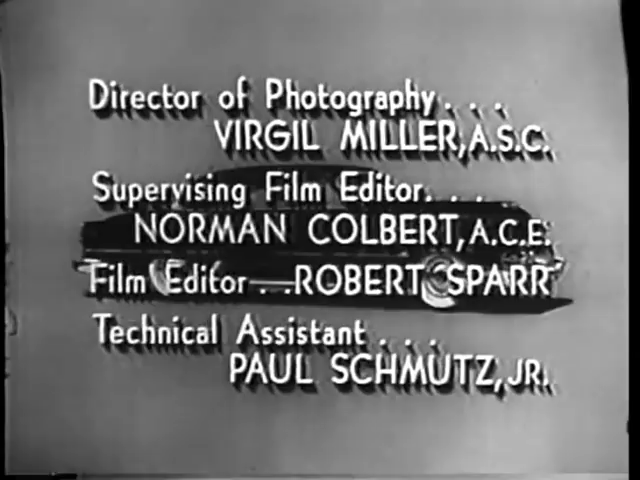 Director of Photography . . .
VIRGIL MILLER, A.S.C.
Supervising Film Editor. . . .
NORMAN COLBERT, A.C.E.
Film Editor . . .ROBERT SPARR
Technical Assistant . . . .
PAUL SCHMUTZ, JR.